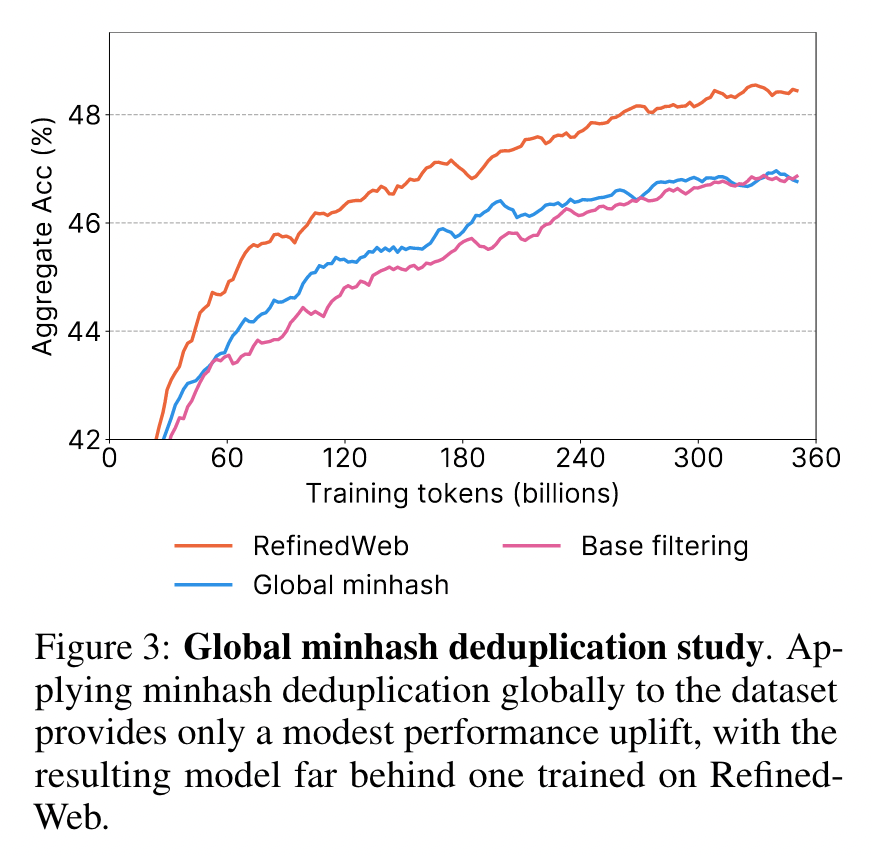 48
46
44
42
Aggregate Acc (%)
0 60 120 180 240 300 360
Training tokens (billions)
RefinedWeb Base filtering
Global minhash
Figure 3: Global minhash deduplication study. Ap-
plying minhash deduplication globally to the dataset
provides only a modest performance uplift, with the
resulting model far behind one trained on Refined-
Web.